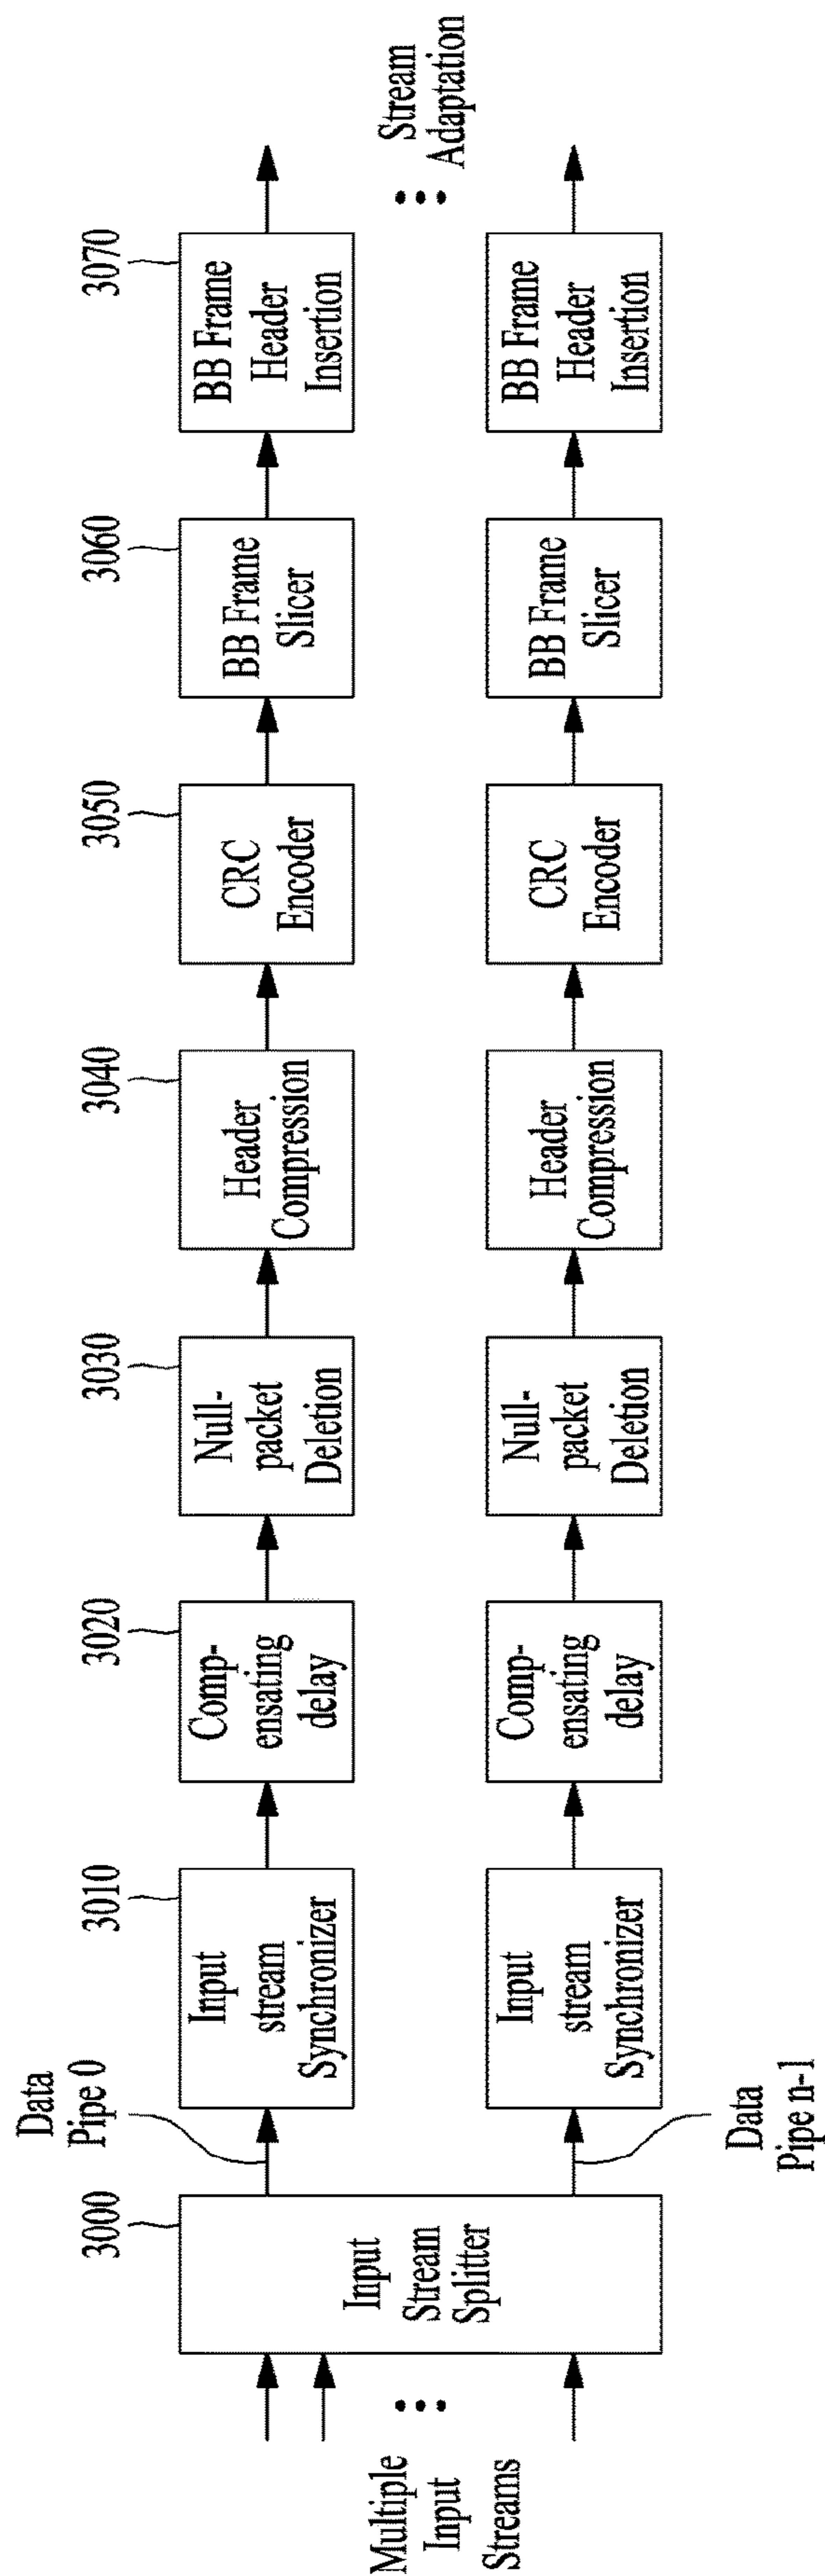 Multiple
Input
Streams
3000
Input
Stream
Splitter
Data
Pipe 0
Data
Pipe n-1
3010
Input
stream
Synchronizer
3020
Comp-
ensating
delay
3030
Null-
packet
Deletion
3040
Header
Compression
3050
CRC
Encoder
3060
BB Frame
Slicer
3070
BB Frame
Header
Insertion
Input
stream
Synchronizer
Comp-
ensating
delay
Null-
packet
Deletion
Header
Compression
CRC
Encoder
BB Frame
Slicer
BB Frame
Header
Insertion
Stream
Adaptation